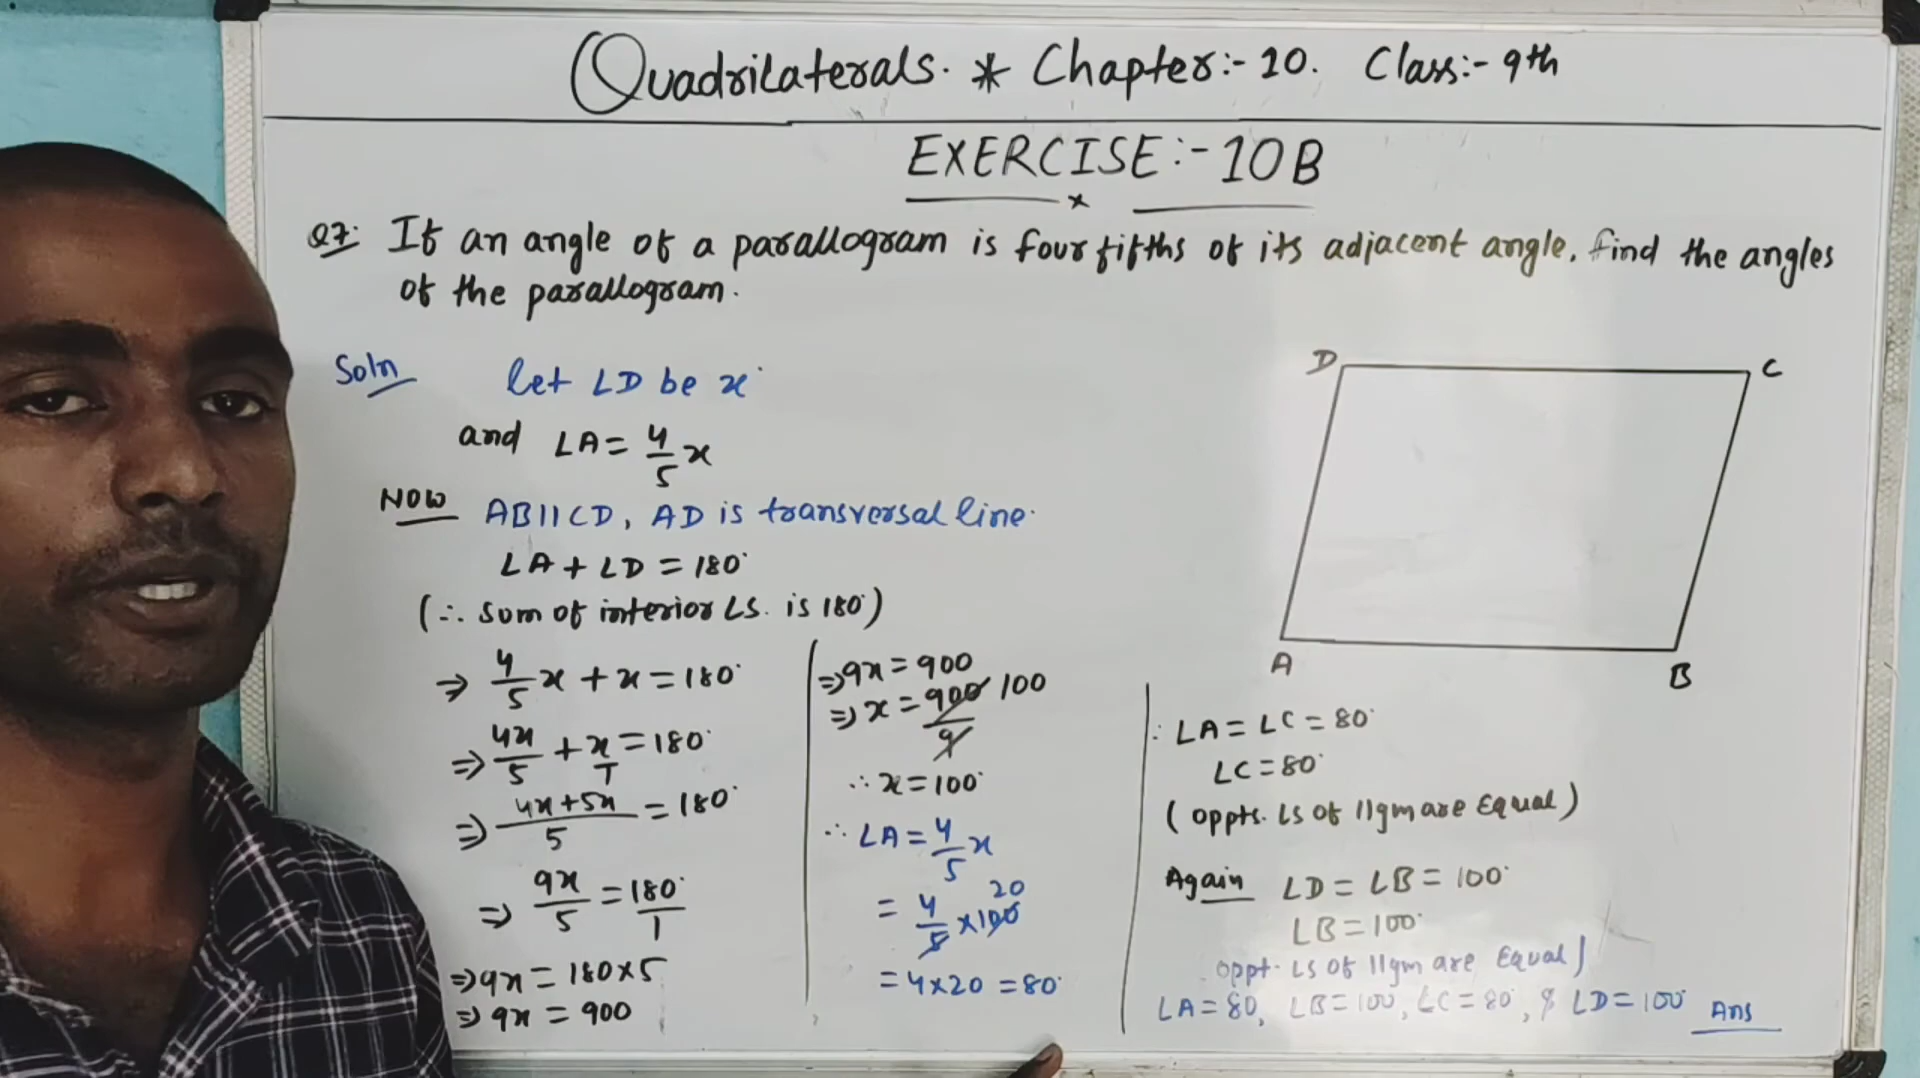 Quadrilaterals. * Chapter:- 10. Class:- 9th
EXERCISE:- 10B
Q7. If an angle of a parallogram is four fifths of its adjacent angle, find the angles
of the parallogram.
Soln let ∠D be x°
and ∠A = 4/5 x
Now AB||CD, AD is transversal line.
∠A + ∠D = 180°
(∴ sum of interior ∠s. is 180°)
⇒ 4/5 x + x = 180°
⇒ 4x/5 + x/1 = 180°
⇒ 4x+5x/5 = 180°
⇒ 9x/5 = 180°/1
⇒ 9x = 180×5
⇒ 9x = 900
⇒ 9x = 900
⇒ x = 900/9 100
∴ x = 100°
∴ ∠A = 4/5 x
= 4/5 × 100 20
= 4×20 = 80°
D
C
A
B
∴ ∠A = ∠C = 80°
∠C = 80°
( oppts. ∠s of ||gm are Equal )
Again ∠D = ∠B = 100°
∠B = 100°
oppt. ∠s of ||gm are Equal )
∠A = 80, ∠B = 100, ∠C = 80°, & ∠D = 100° Ans